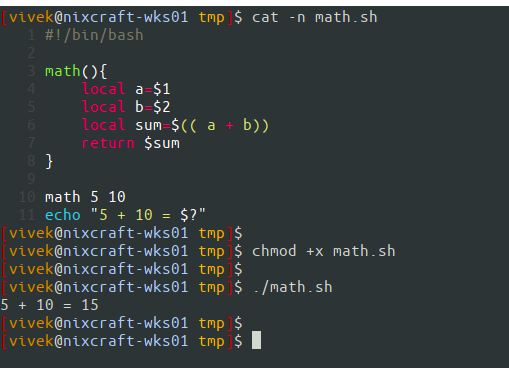 [vivek@nixcraft-wks01 tmp]$ cat -n math.sh
1 #!/bin/bash
2
3 math(){
4     local a=$1
5     local b=$2
6     local sum=$(( a + b))
7     return $sum
8 }
9
10 math 5 10
11 echo "5 + 10 = $?"
[vivek@nixcraft-wks01 tmp]$
[vivek@nixcraft-wks01 tmp]$ chmod +x math.sh
[vivek@nixcraft-wks01 tmp]$
[vivek@nixcraft-wks01 tmp]$ ./math.sh
5 + 10 = 15
[vivek@nixcraft-wks01 tmp]$
[vivek@nixcraft-wks01 tmp]$